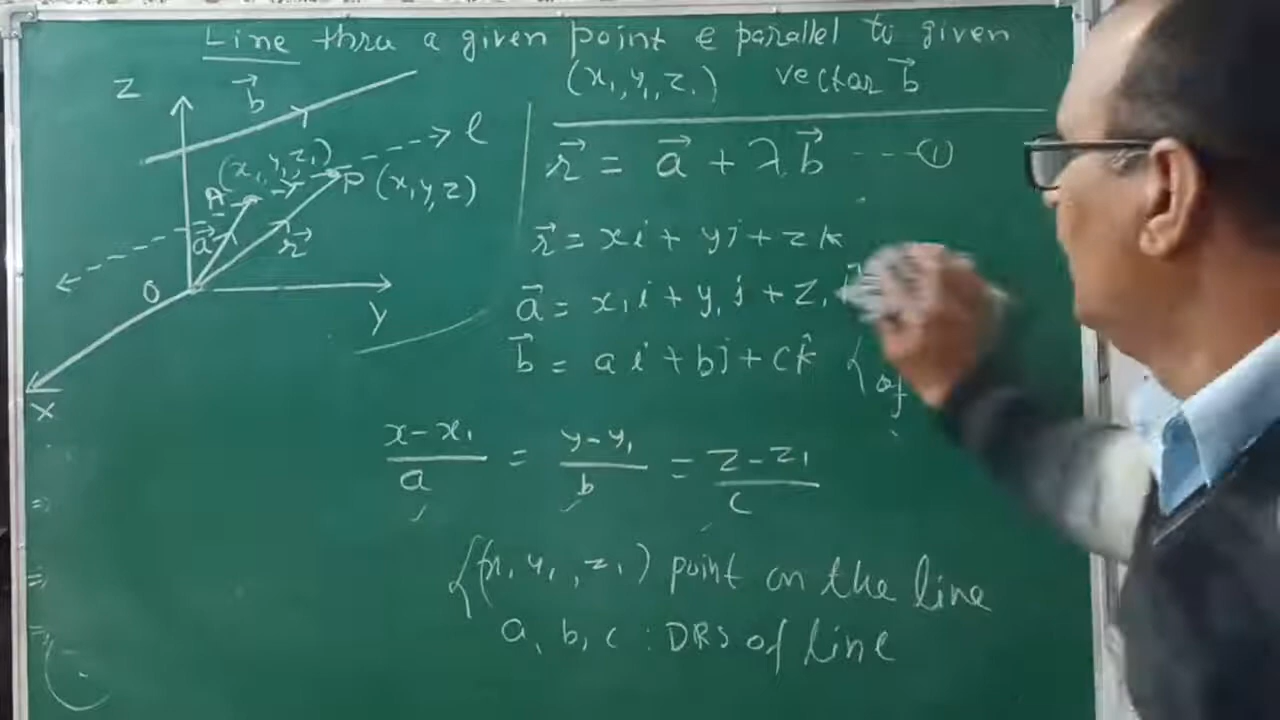 Line thru a given point & parallel to given
(x₁, y₁, z₁) vector b⃗
Z
b⃗
l
(x₁, y₁, z₁)
A
P (x, y, z)
a⃗
r⃗
O
y
X
r⃗ = a⃗ + λ b⃗ ---①
r⃗ = xi + yj + zk
a⃗ = x₁i + y₁j + z₁
b⃗ = ai + bj + ck̂ {
of
x-x₁/a = y-y₁/b = z-z₁/c
{(x₁, y₁, z₁) point on the line
a, b, c : DRS of line
⇒
⇒